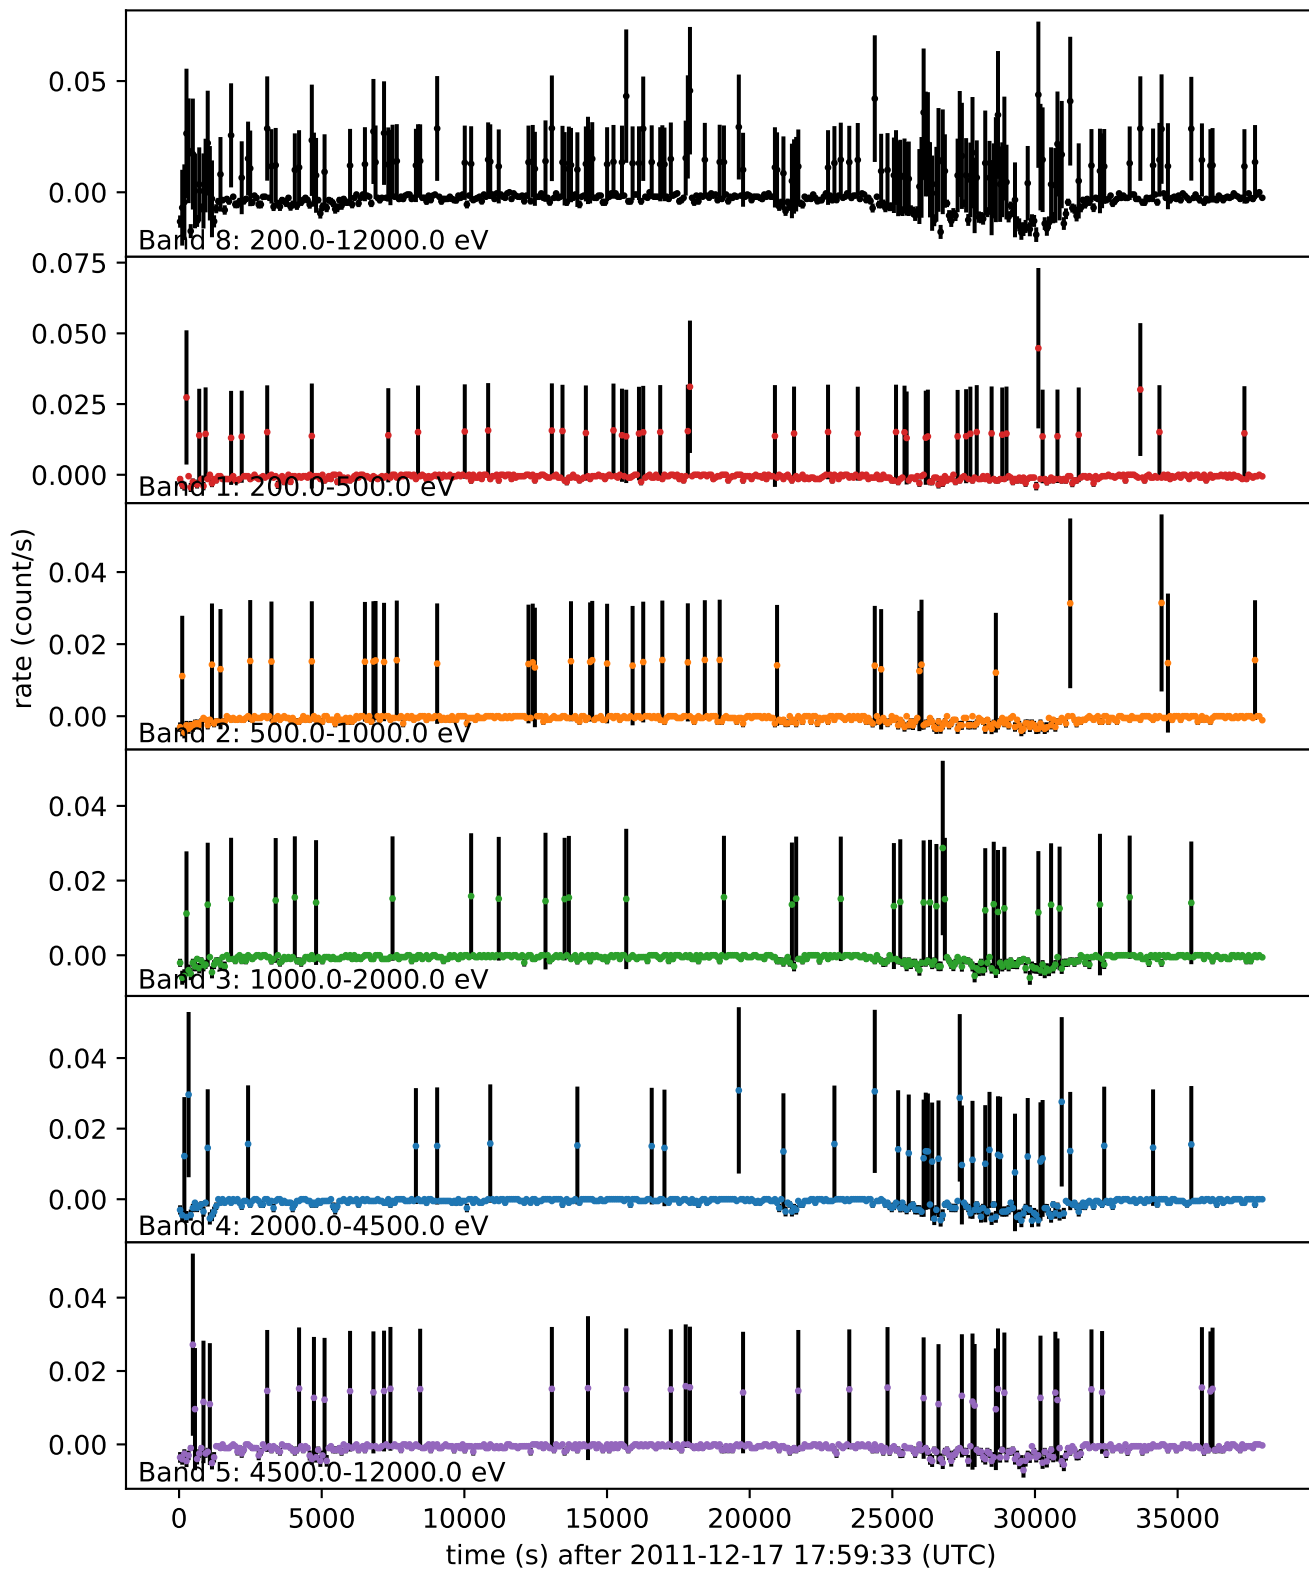 0.05
0.00
Band 8: 200.0-12000.0 eV
0.075
0.050
0.025
0.000
Band 1: 200.0-500.0 eV
0.04
0.02
0.00
Band 2: 500.0-1000.0 eV
rate (count/s)
0.04
0.02
0.00
Band 3: 1000.0-2000.0 eV
0.04
0.02
0.00
Band 4: 2000.0-4500.0 eV
0.04
0.02
0.00
Band 5: 4500.0-12000.0 eV
0 5000 10000 15000 20000 25000 30000 35000
time (s) after 2011-12-17 17:59:33 (UTC)